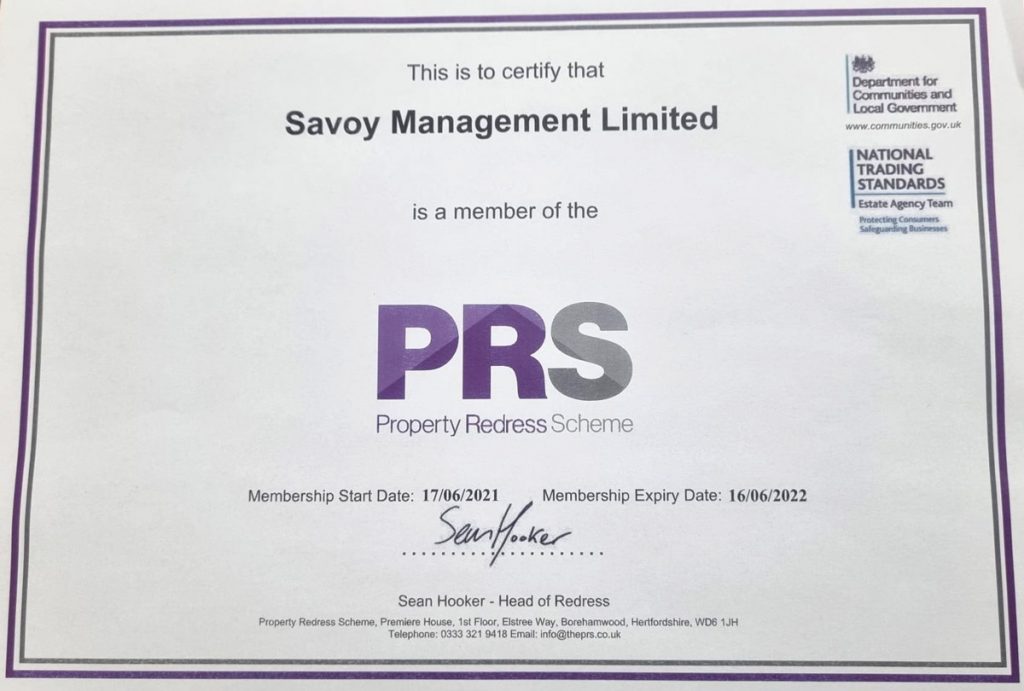 This is to certify that
Savoy Management Limited
is a member of the
PRS
Property Redress Scheme
Membership Start Date: 17/06/2021 Membership Expiry Date: 16/06/2022
Sean Hooker
Sean Hooker - Head of Redress
Property Redress Scheme, Premiere House, 1st Floor, Elstree Way, Borehamwood, Hertfordshire, WD6 1JH
Telephone: 0333 321 9418 Email: info@theprs.co.uk
Department for
Communities and
Local Government
www.communities.gov.uk
NATIONAL
TRADING
STANDARDS
Estate Agency Team
Protecting Consumers
Safeguarding Businesses